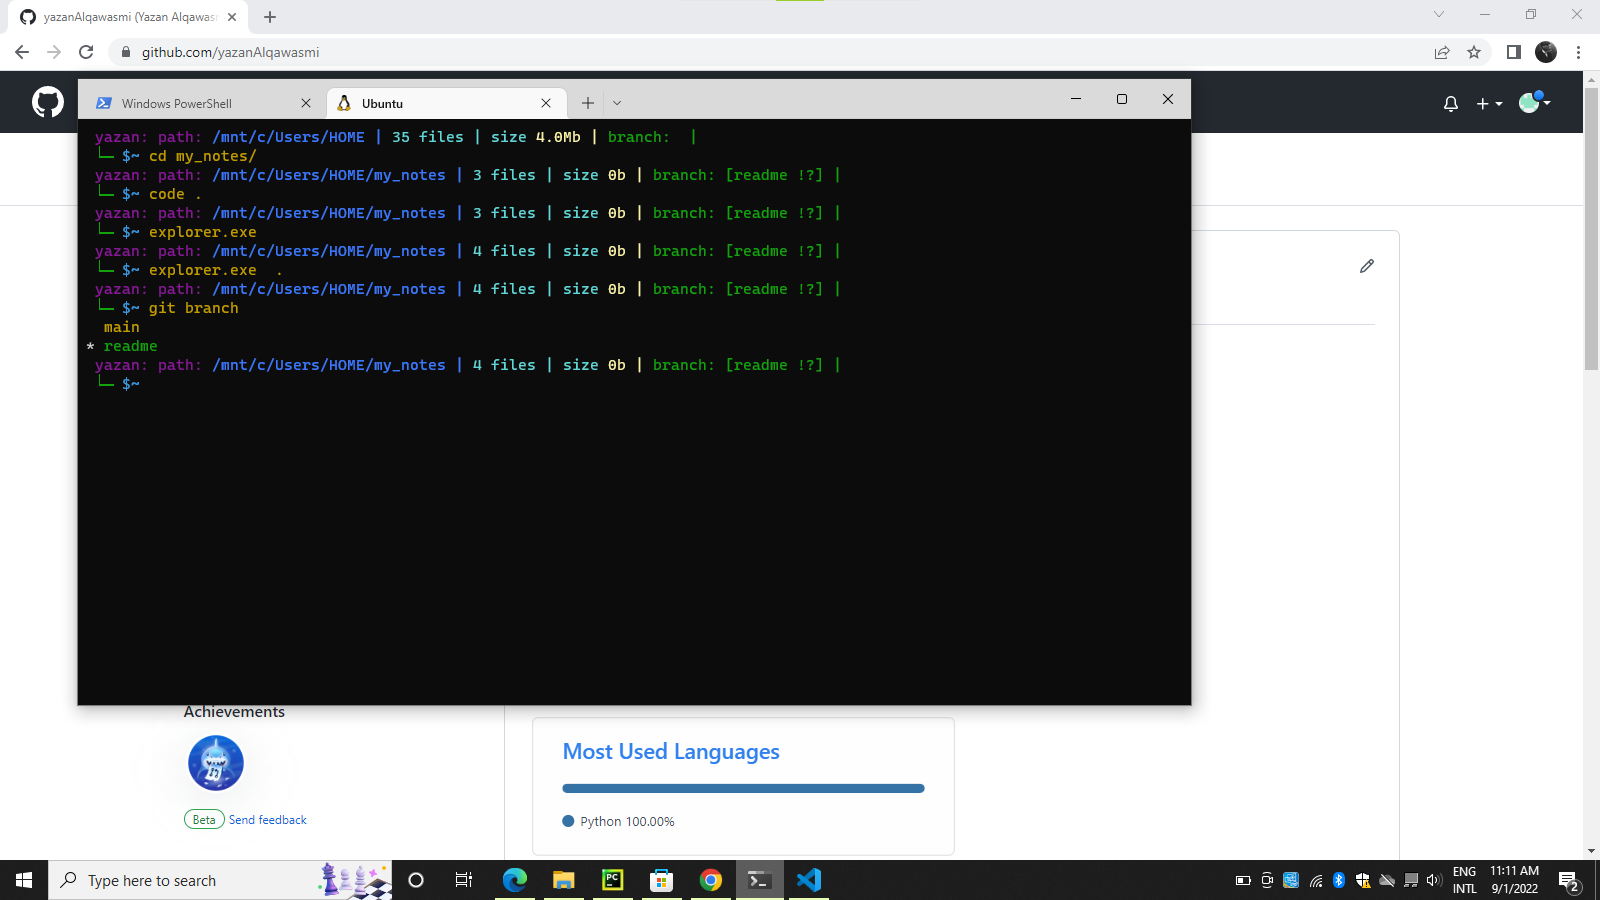 yazanAlqawasmi (Yazan Alqawasm
github.com/yazanAlqawasmi
Windows PowerShell
Ubuntu
yazan: path: /mnt/c/Users/HOME | 35 files | size 4.0Mb | branch:  |
└─ $~ cd my_notes/
yazan: path: /mnt/c/Users/HOME/my_notes | 3 files | size 0b | branch: [readme !?] |
└─ $~ code .
yazan: path: /mnt/c/Users/HOME/my_notes | 3 files | size 0b | branch: [readme !?] |
└─ $~ explorer.exe
yazan: path: /mnt/c/Users/HOME/my_notes | 4 files | size 0b | branch: [readme !?] |
└─ $~ explorer.exe  .
yazan: path: /mnt/c/Users/HOME/my_notes | 4 files | size 0b | branch: [readme !?] |
└─ $~ git branch
main
* readme
yazan: path: /mnt/c/Users/HOME/my_notes | 4 files | size 0b | branch: [readme !?] |
└─ $~
Achievements
Beta Send feedback
Most Used Languages
Python 100.00%
Type here to search
PC
ENG
INTL
11:11 AM
9/1/2022
2